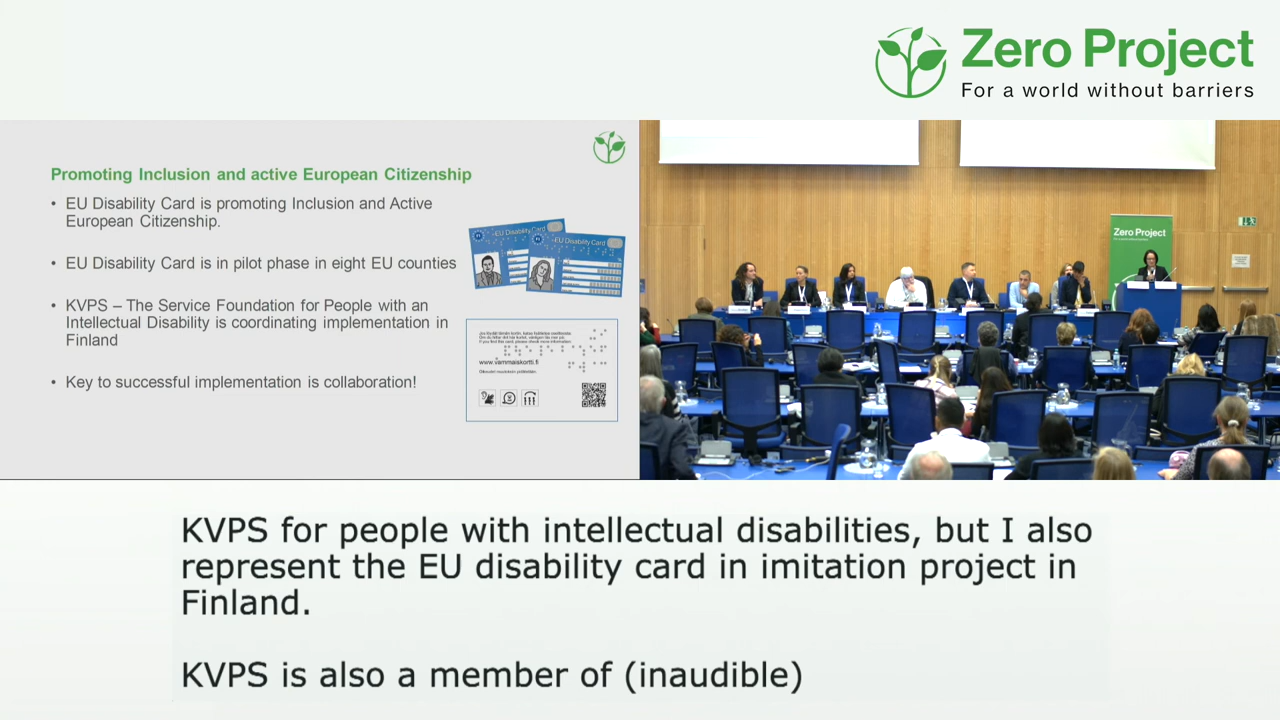 Zero Project
For a world without barriers
Promoting Inclusion and active European Citizenship
• EU Disability Card is promoting Inclusion and Active
European Citizenship.
• EU Disability Card is in pilot phase in eight EU counties
• KVPS – The Service Foundation for People with an
Intellectual Disability is coordinating implementation in
Finland
• Key to successful implementation is collaboration!
EU Disability Card
EU Disability Card
www.vammaiskortti.fi
Zero Project
KVPS for people with intellectual disabilities, but I also
represent the EU disability card in imitation project in
Finland.
KVPS is also a member of (inaudible)